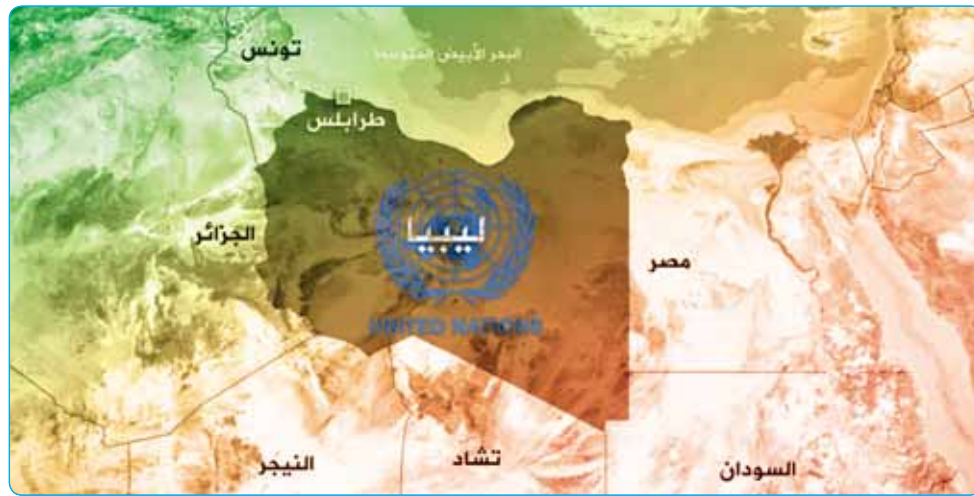 تونس
البحر الأبيض المتوسط
طرابلس
الجزائر
ليبيا
مصر
UNITED NATIONS
النيجر
تشاد
السودان